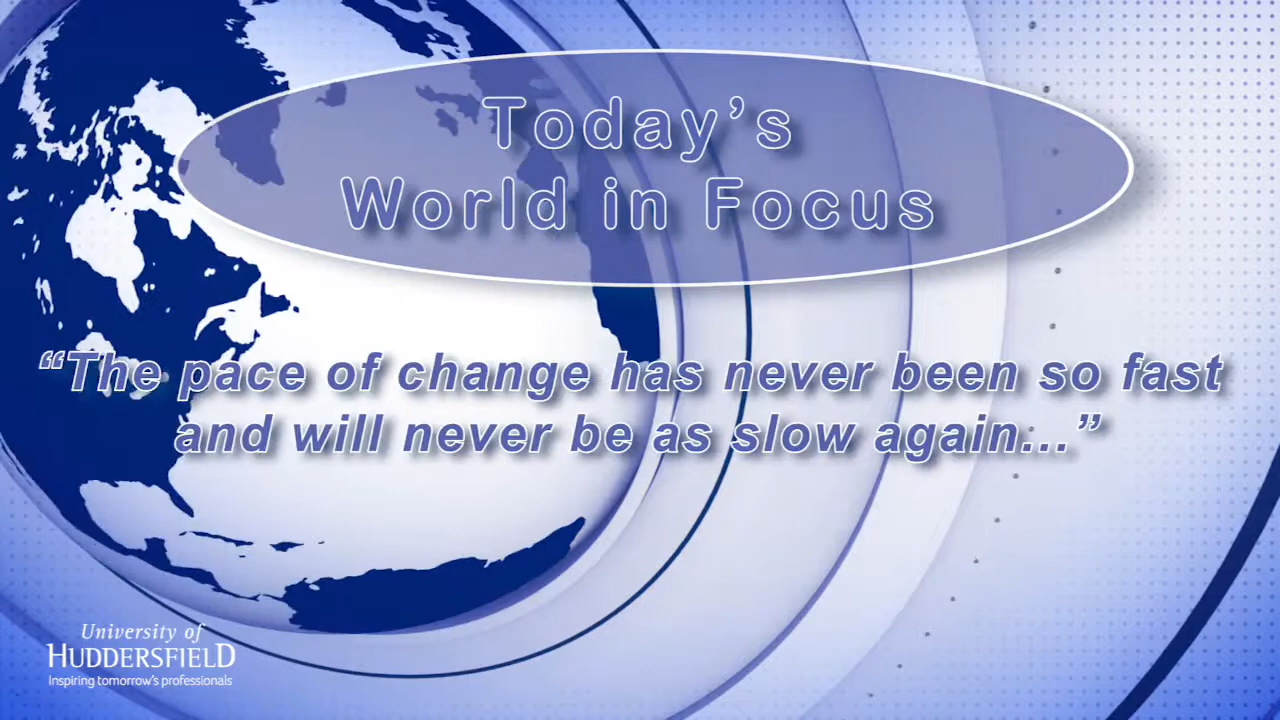 Today’s
World in Focus
“The pace of change has never been so fast
and will never be as slow again...”
University of
HUDDERSFIELD
Inspiring tomorrow’s professionals